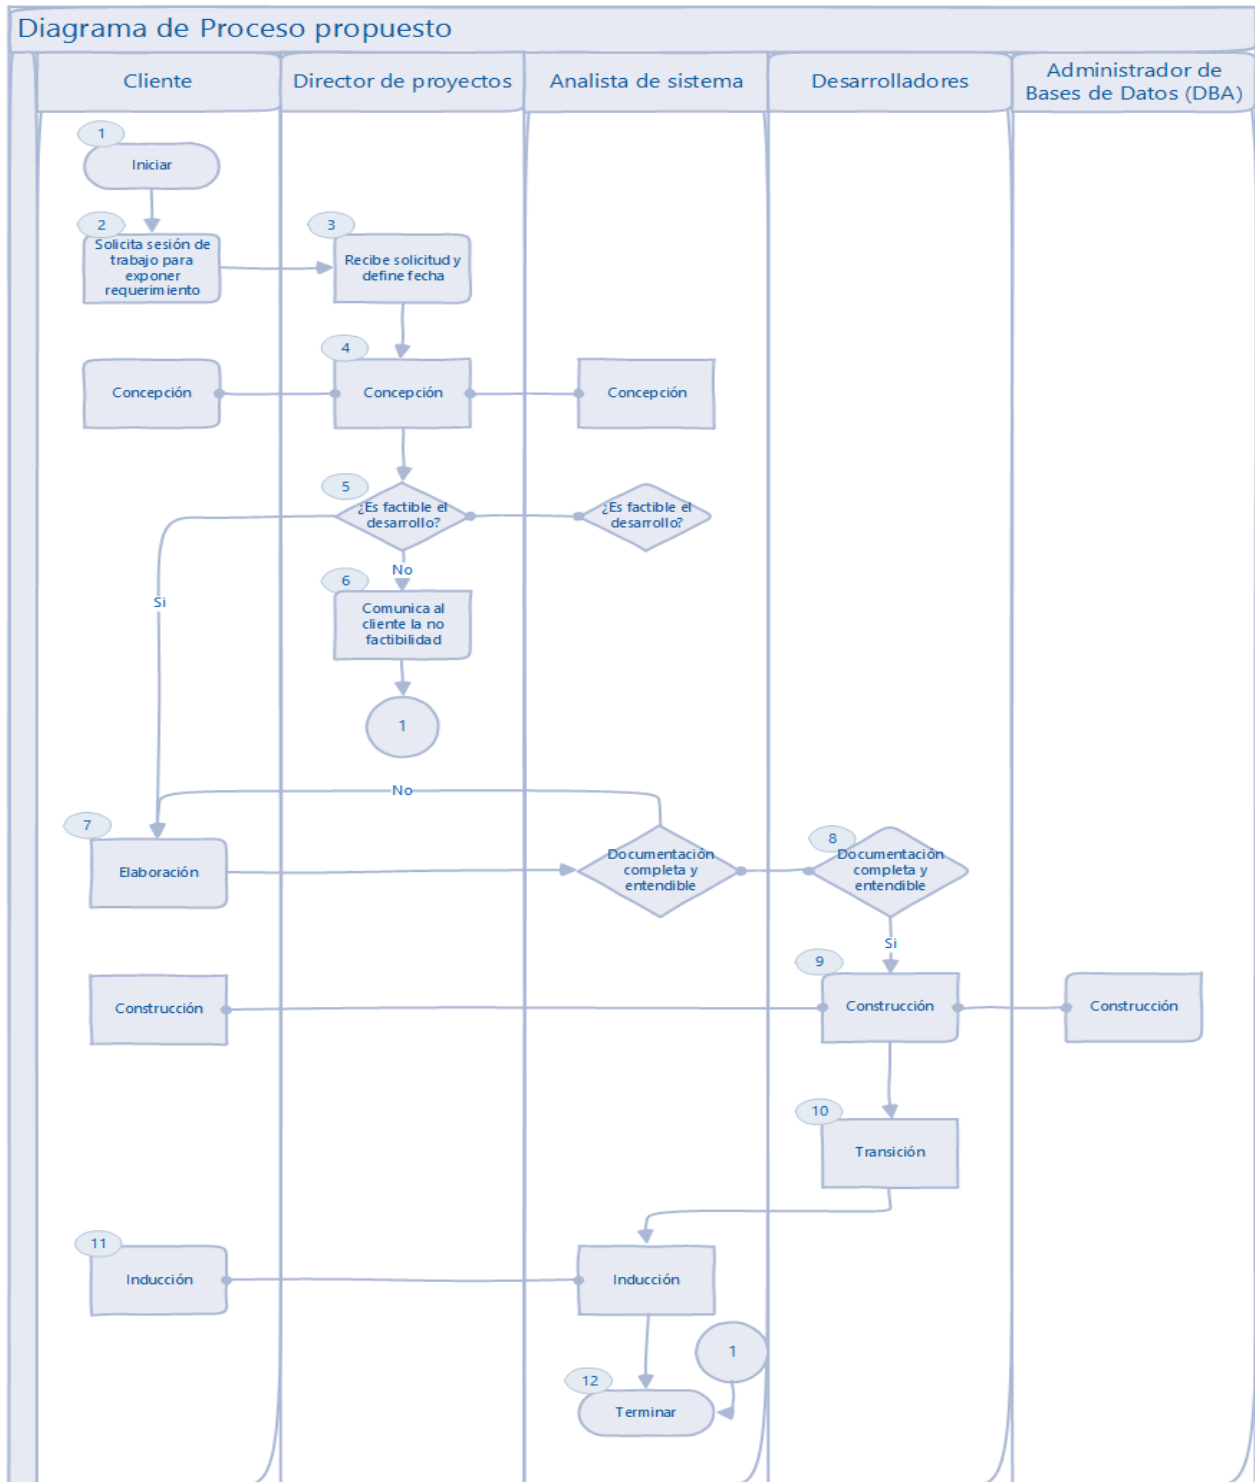 Diagrama de Proceso propuesto
Cliente
Director de proyectos
Analista de sistema
Desarrolladores
Administrador de
Bases de Datos (DBA)
1
Iniciar
2
Solicita sesión de
trabajo para
exponer
requerimiento
3
Recibe solicitud y
define fecha
4
Concepción
Concepción
Concepción
5
¿Es factible el
desarrollo?
¿Es factible el
desarrollo?
No
Si
6
Comunica al
cliente la no
factibilidad
1
No
7
Elaboración
Documentación
completa y
entendible
8
Documentación
completa y
entendible
Si
9
Construcción
Construcción
Construcción
10
Transición
11
Inducción
Inducción
1
12
Terminar